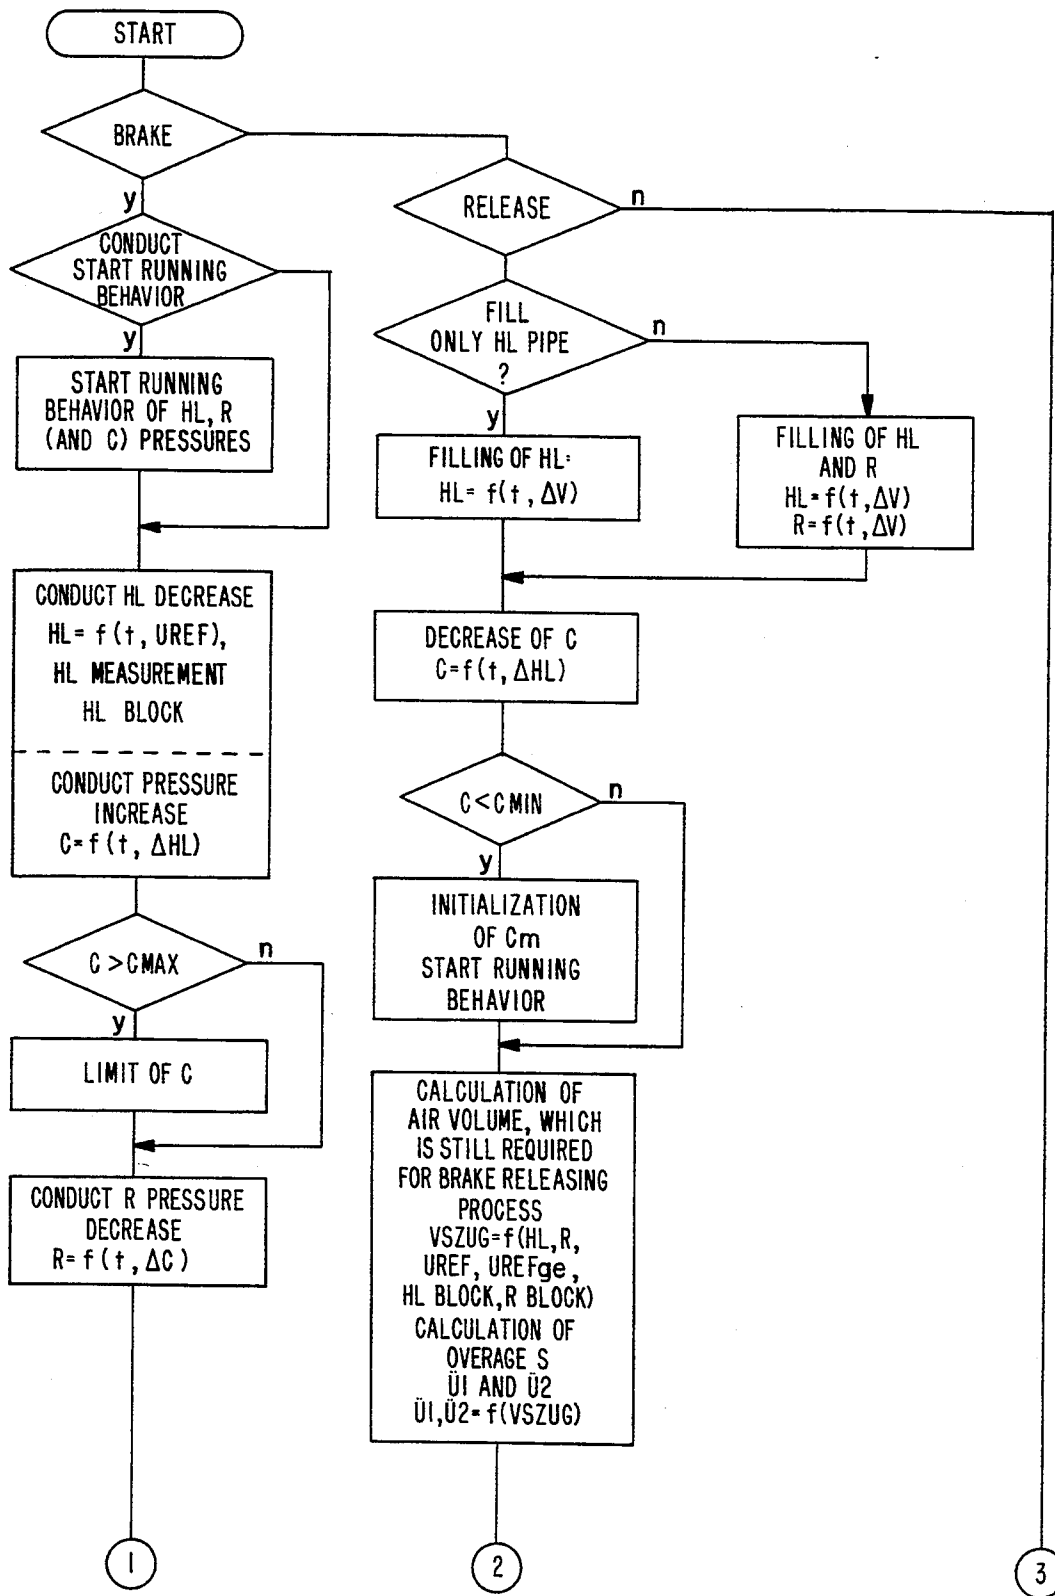 START
BRAKE
y
CONDUCT
START RUNNING
BEHAVIOR
y
START RUNNING
BEHAVIOR OF HL, R
(AND C) PRESSURES
CONDUCT HL DECREASE
HL= f(t, UREF),
HL MEASUREMENT
HL BLOCK
CONDUCT PRESSURE
INCREASE
C=f(t, ΔHL)
C >CMAX
n
y
LIMIT OF C
CONDUCT R PRESSURE
DECREASE
R= f(t, ΔC)
1
RELEASE
n
FILL
ONLY HL PIPE
?
n
y
FILLING OF HL:
HL= f(t, ΔV)
FILLING OF HL
AND R
HL=f(t, ΔV)
R=f(t, ΔV)
DECREASE OF C
C=f(t, ΔHL)
C<CMIN
n
y
INITIALIZATION
OF Cm
START RUNNING
BEHAVIOR
CALCULATION OF
AIR VOLUME, WHICH
IS STILL REQUIRED
FOR BRAKE RELEASING
PROCESS
VSZUG=f(HL,R,
UREF, UREFge,
HL BLOCK,R BLOCK)
CALCULATION OF
OVERAGE S
Ü1 AND Ü2
Ü1,Ü2=f(VSZUG)
2
3